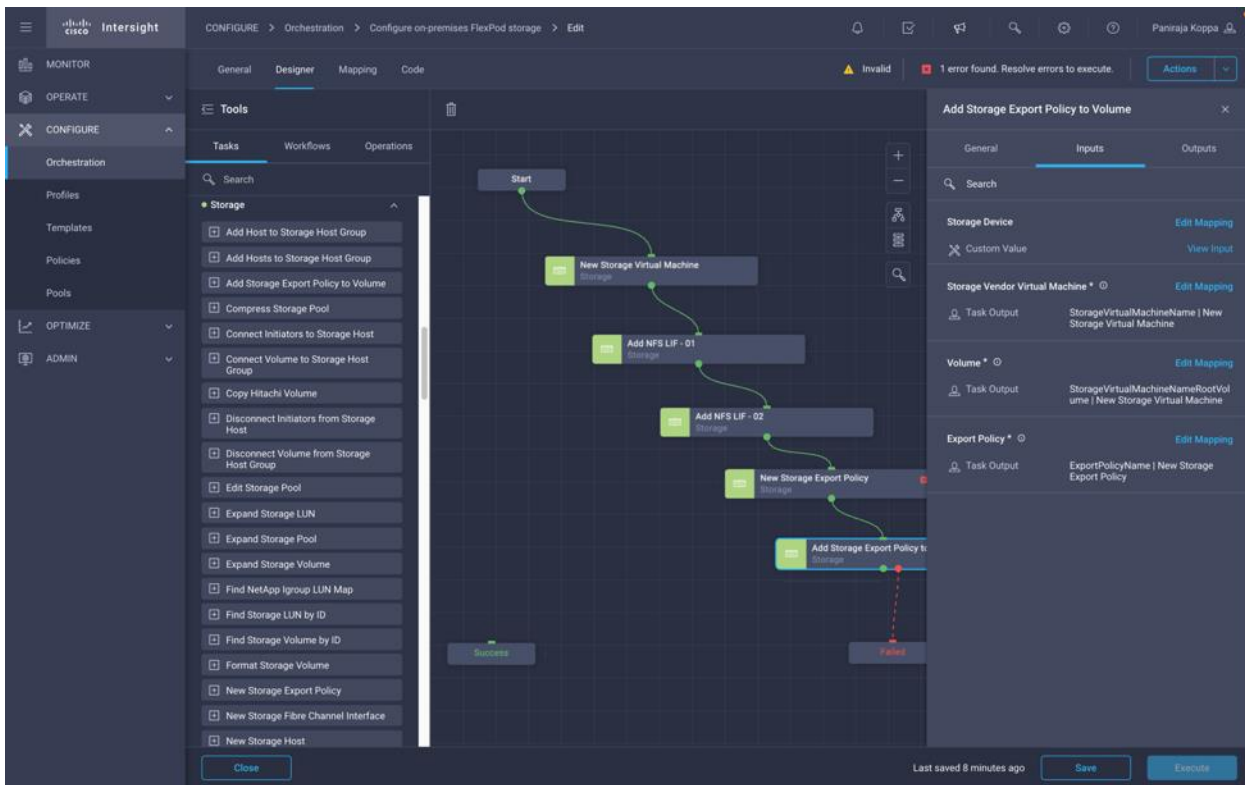 cisco Intersight
CONFIGURE > Orchestration > Configure on-premises FlexPod storage > Edit
Paniraja Koppa
MONITOR
OPERATE
CONFIGURE
Orchestration
Profiles
Templates
Policies
Pools
OPTIMIZE
ADMIN
General Designer Mapping Code
Invalid
1 error found. Resolve errors to execute.
Actions
Tools
Tasks Workflows Operations
Search
Storage
Add Host to Storage Host Group
Add Hosts to Storage Host Group
Add Storage Export Policy to Volume
Compress Storage Pool
Connect Initiators to Storage Host
Connect Volume to Storage Host
Group
Copy Hitachi Volume
Disconnect Initiators from Storage
Host
Disconnect Volume from Storage
Host Group
Edit Storage Pool
Expand Storage LUN
Expand Storage Pool
Expand Storage Volume
Find NetApp Igroup LUN Map
Find Storage LUN by ID
Find Storage Volume by ID
Format Storage Volume
New Storage Export Policy
New Storage Fibre Channel Interface
New Storage Host
Start
New Storage Virtual Machine
Storage
Add NFS LIF - 01
Storage
Add NFS LIF - 02
Storage
New Storage Export Policy
Storage
Add Storage Export Policy to
Storage
Success
Failed
Add Storage Export Policy to Volume
General Inputs Outputs
Search
Storage Device Edit Mapping
Custom Value View Input
Storage Vendor Virtual Machine * Edit Mapping
Task Output StorageVirtualMachineName | New
Storage Virtual Machine
Volume * Edit Mapping
Task Output StorageVirtualMachineNameRootVol
ume | New Storage Virtual Machine
Export Policy * Edit Mapping
Task Output ExportPolicyName | New Storage
Export Policy
Close
Last saved 8 minutes ago
Save
Execute